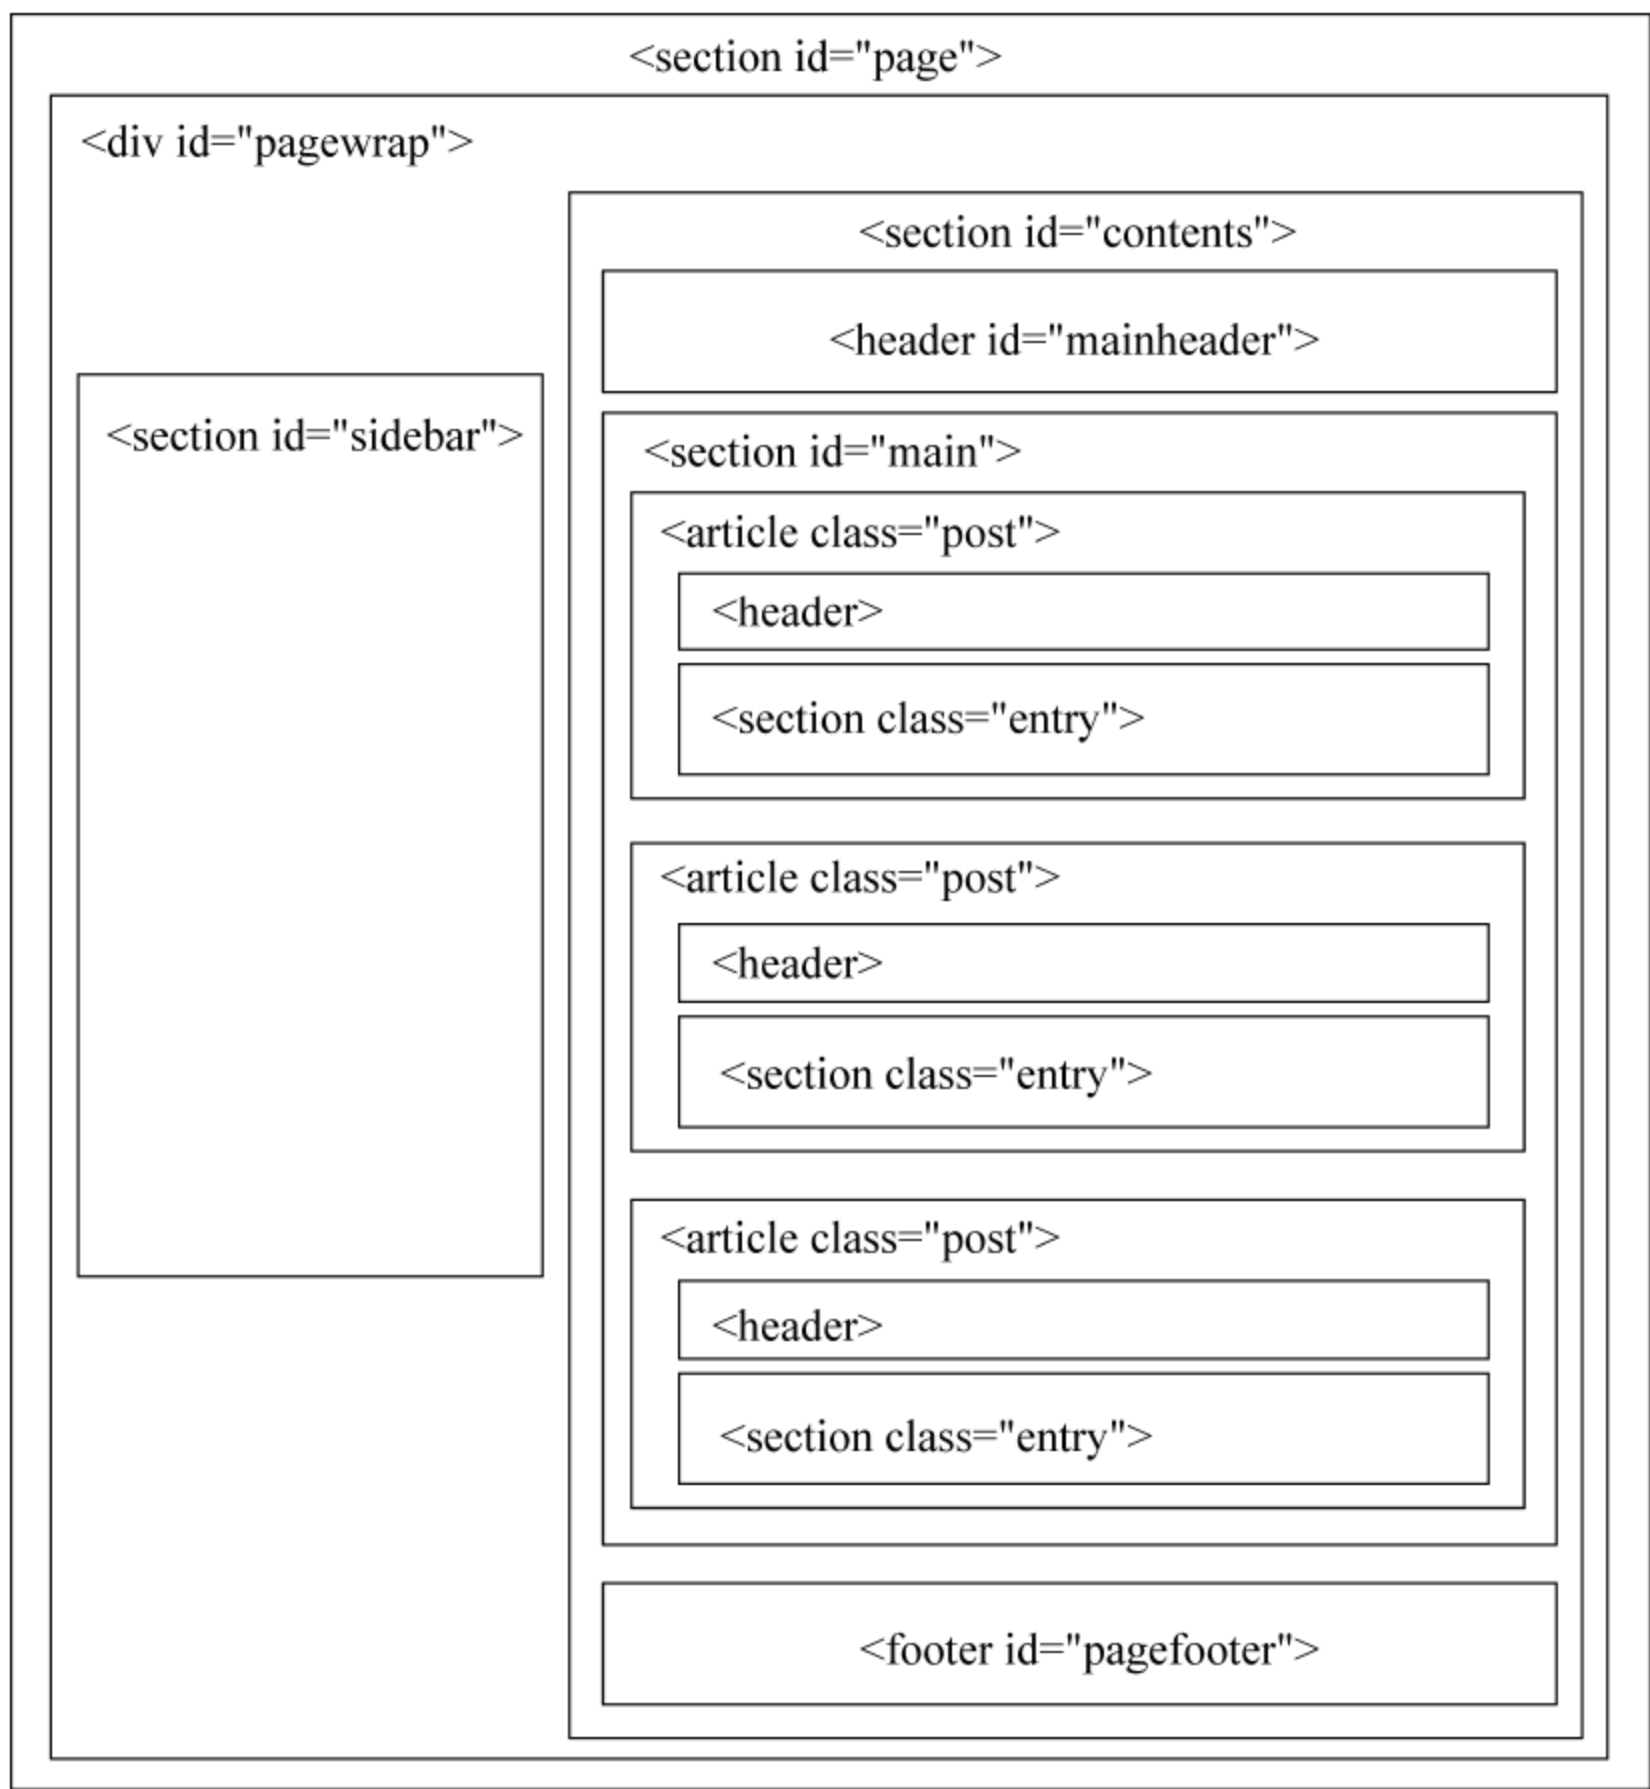 <section id="page">
<div id="pagewrap">
<section id="sidebar">
<section id="contents">
<header id="mainheader">
<section id="main">
<article class="post">
<header>
<section class="entry">
<article class="post">
<header>
<section class="entry">
<article class="post">
<header>
<section class="entry">
<footer id="pagefooter">